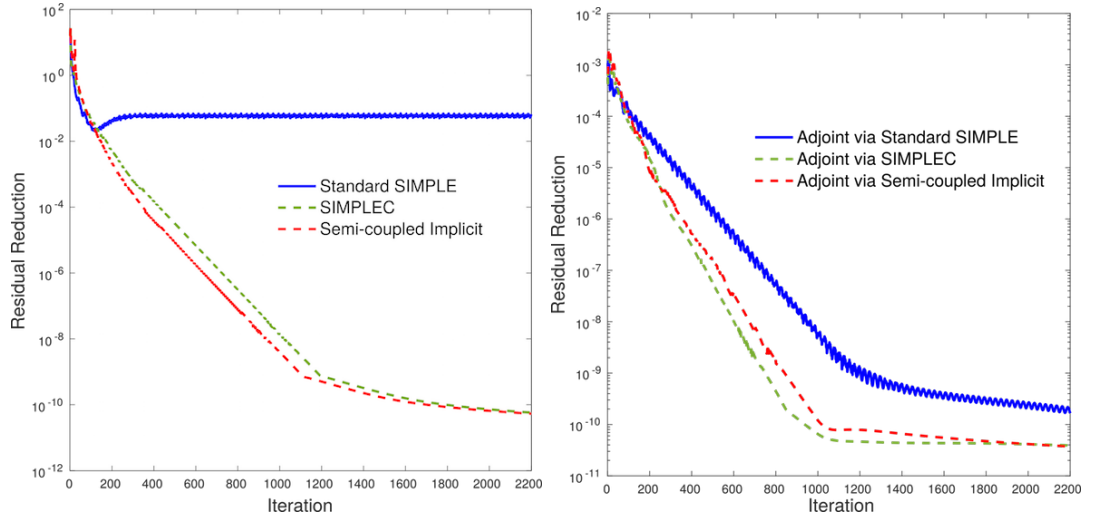 10^2
10^0
10^-2
10^-4
10^-6
10^-8
10^-10
10^-12
Residual Reduction
Standard SIMPLE
SIMPLEC
Semi-coupled Implicit
0 200 400 600 800 1000 1200 1400 1600 1800 2000 2200
Iteration
10^-2
10^-3
10^-4
10^-5
10^-6
10^-7
10^-8
10^-9
10^-10
10^-11
Residual Reduction
Adjoint via Standard SIMPLE
Adjoint via SIMPLEC
Adjoint via Semi-coupled Implicit
0 200 400 600 800 1000 1200 1400 1600 1800 2000 2200
Iteration